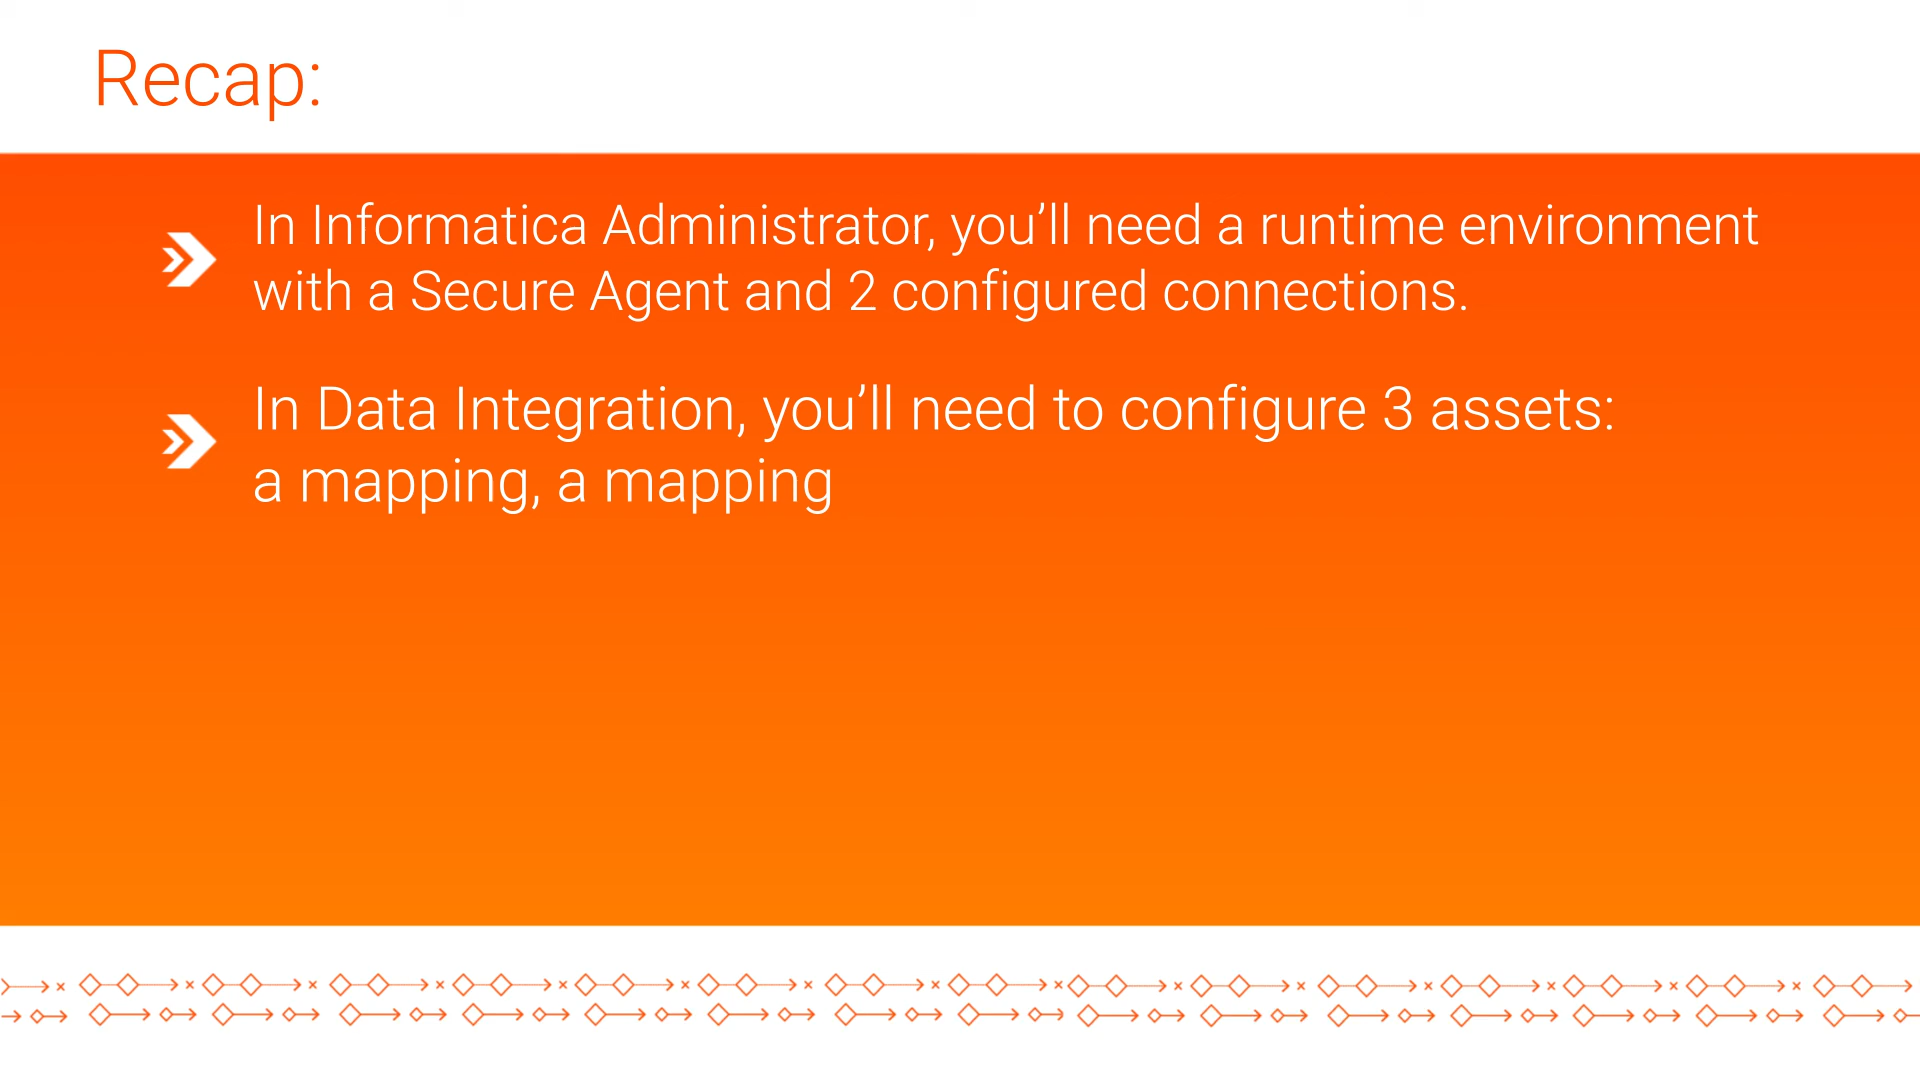 Recap:
In Informatica Administrator, you’ll need a runtime environment
with a Secure Agent and 2 configured connections.
In Data Integration, you’ll need to configure 3 assets:
a mapping, a mapping